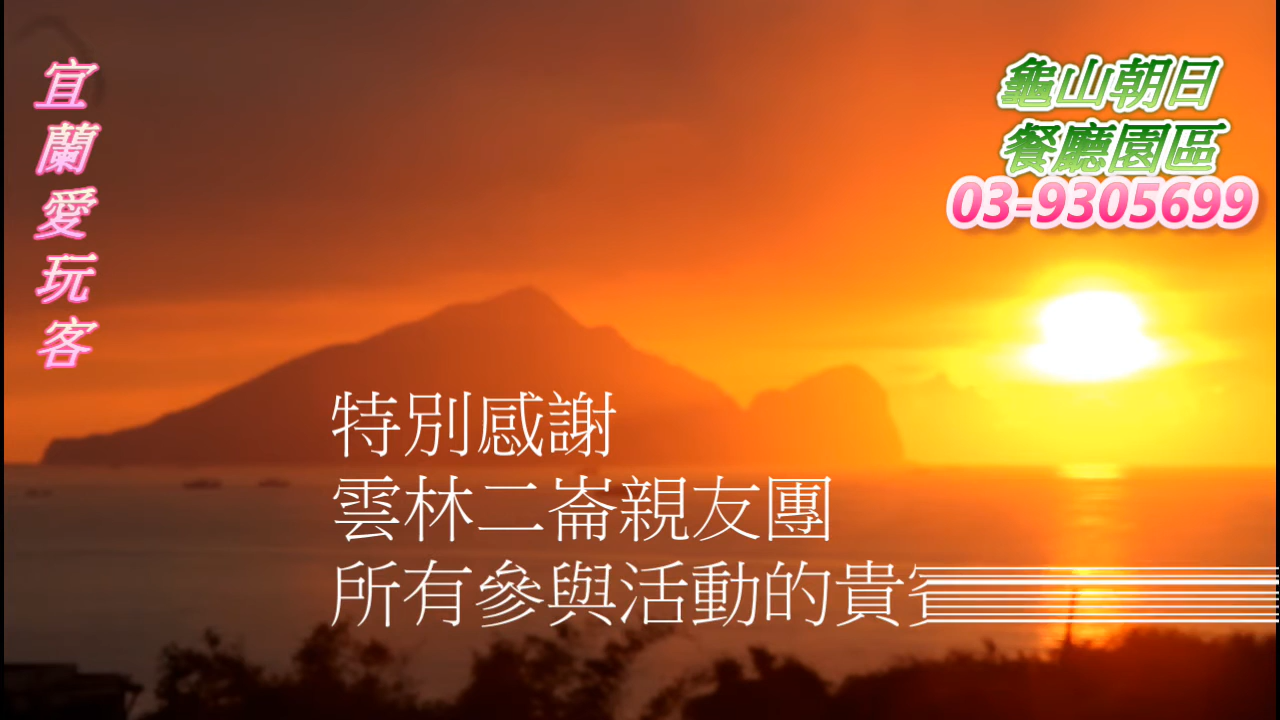 宜蘭愛玩客
龜山朝日
餐廳園區
03-9305699
特別感謝
雲林二崙親友團
所有參與活動的貴